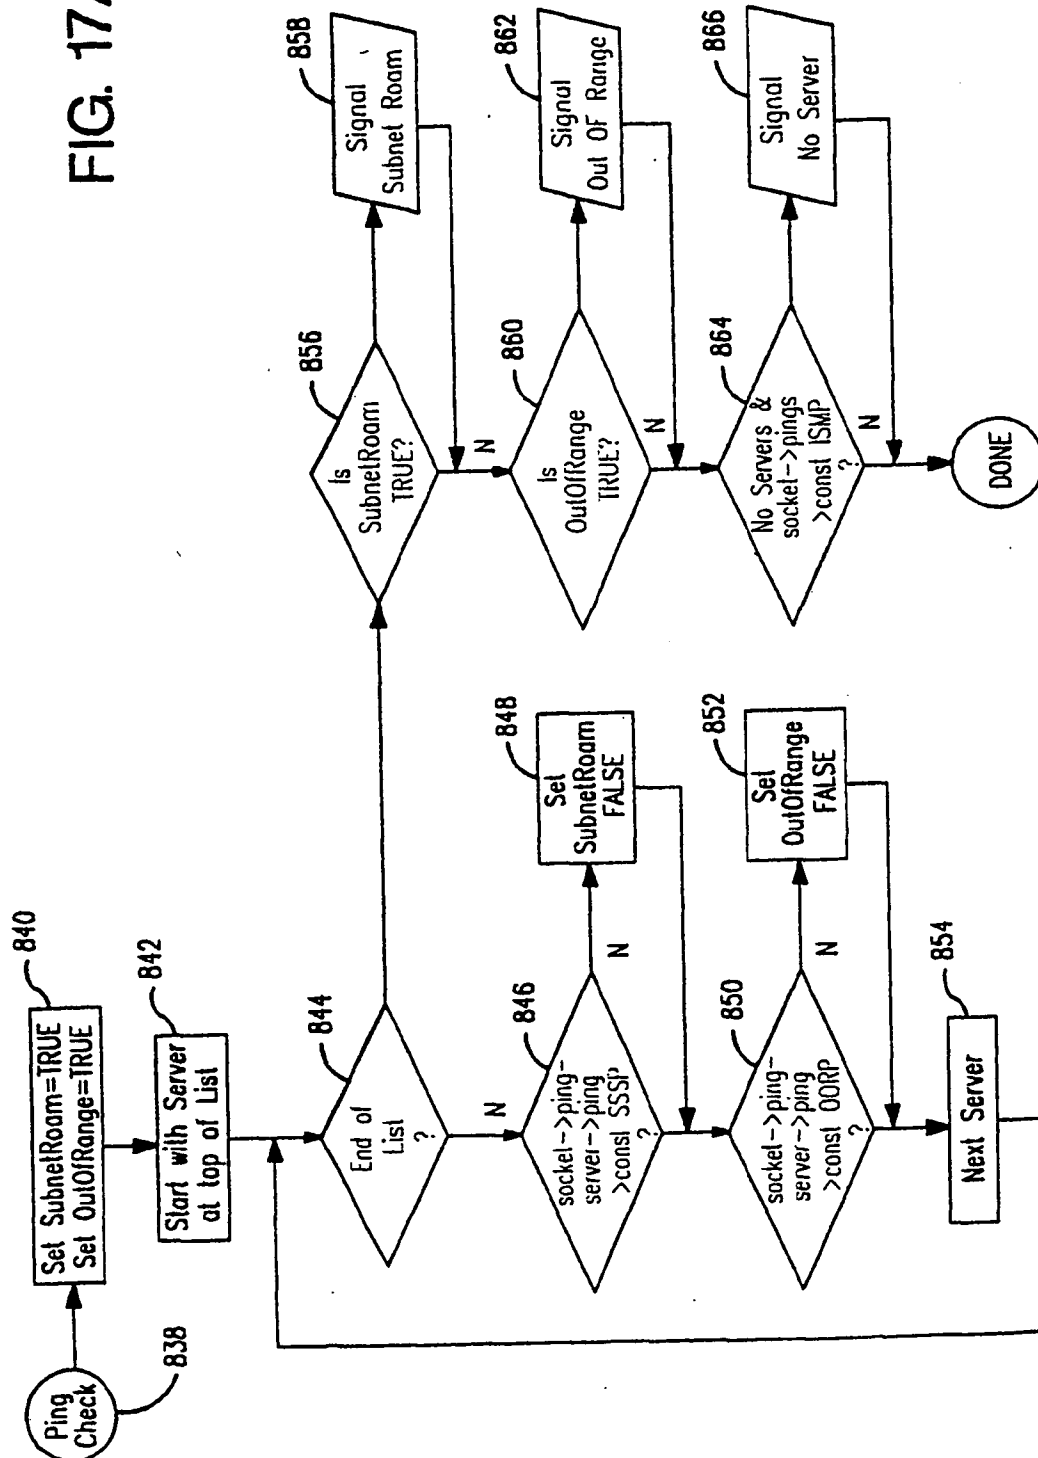 FIG. 17A
Ping
Check
838
Set SubnetRoam=TRUE
Set OutOfRange=TRUE
840
Start with Server
at top of List
842
End of
List
?
844
N
socket->ping-
server->ping
>const SSSP
?
846
N
Set
SubnetRoam
FALSE
848
socket->ping-
server->ping
>const OORP
?
850
N
Set
OutOfRange
FALSE
852
Next Server
854
Is
SubnetRoam
TRUE?
856
N
Signal
Subnet Roam
858
Is
OutOfRange
TRUE?
860
N
Signal
Out OF Range
862
No Servers &
socket->pings
>const ISMP
?
864
N
Signal
No Server
866
DONE